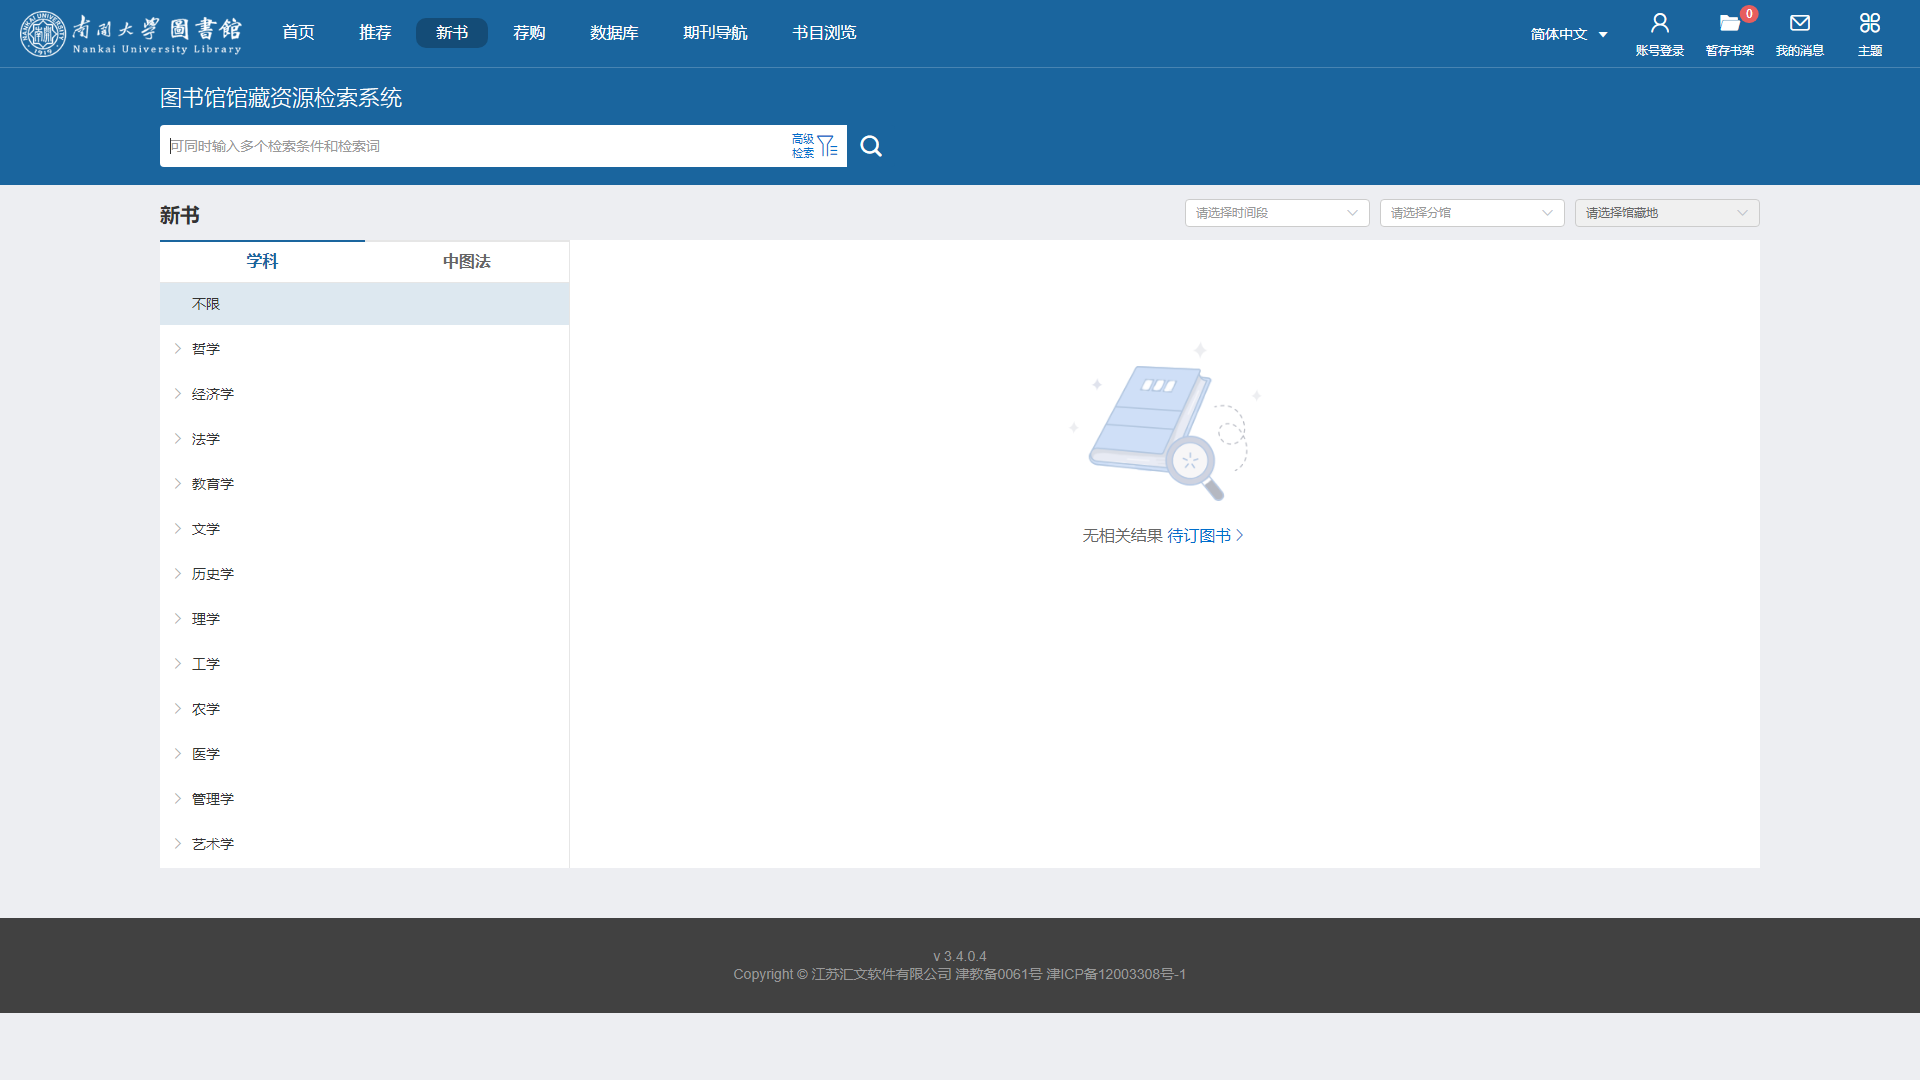 南開大學 圖書館
Nankai University Library
首页 推荐 新书 荐购 数据库 期刊导航 书目浏览
简体中文
账号登录
0
暂存书架
我的消息
主题
图书馆馆藏资源检索系统
可同时输入多个检索条件和检索词
高级
检索
新书
请选择时间段
请选择分馆
请选择馆藏地
学科
中图法
不限
哲学
经济学
法学
教育学
文学
历史学
理学
工学
农学
医学
管理学
艺术学
无相关结果 待订图书
v 3.4.0.4
Copyright © 江苏汇文软件有限公司 津教备0061号 津ICP备12003308号-1